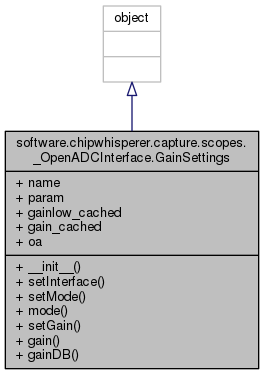 object
software.chipwhisperer.capture.scopes.
_OpenADCInterface.GainSettings
+ name
+ param
+ gainlow_cached
+ gain_cached
+ oa
+ __init__()
+ setInterface()
+ setMode()
+ mode()
+ setGain()
+ gain()
+ gainDB()